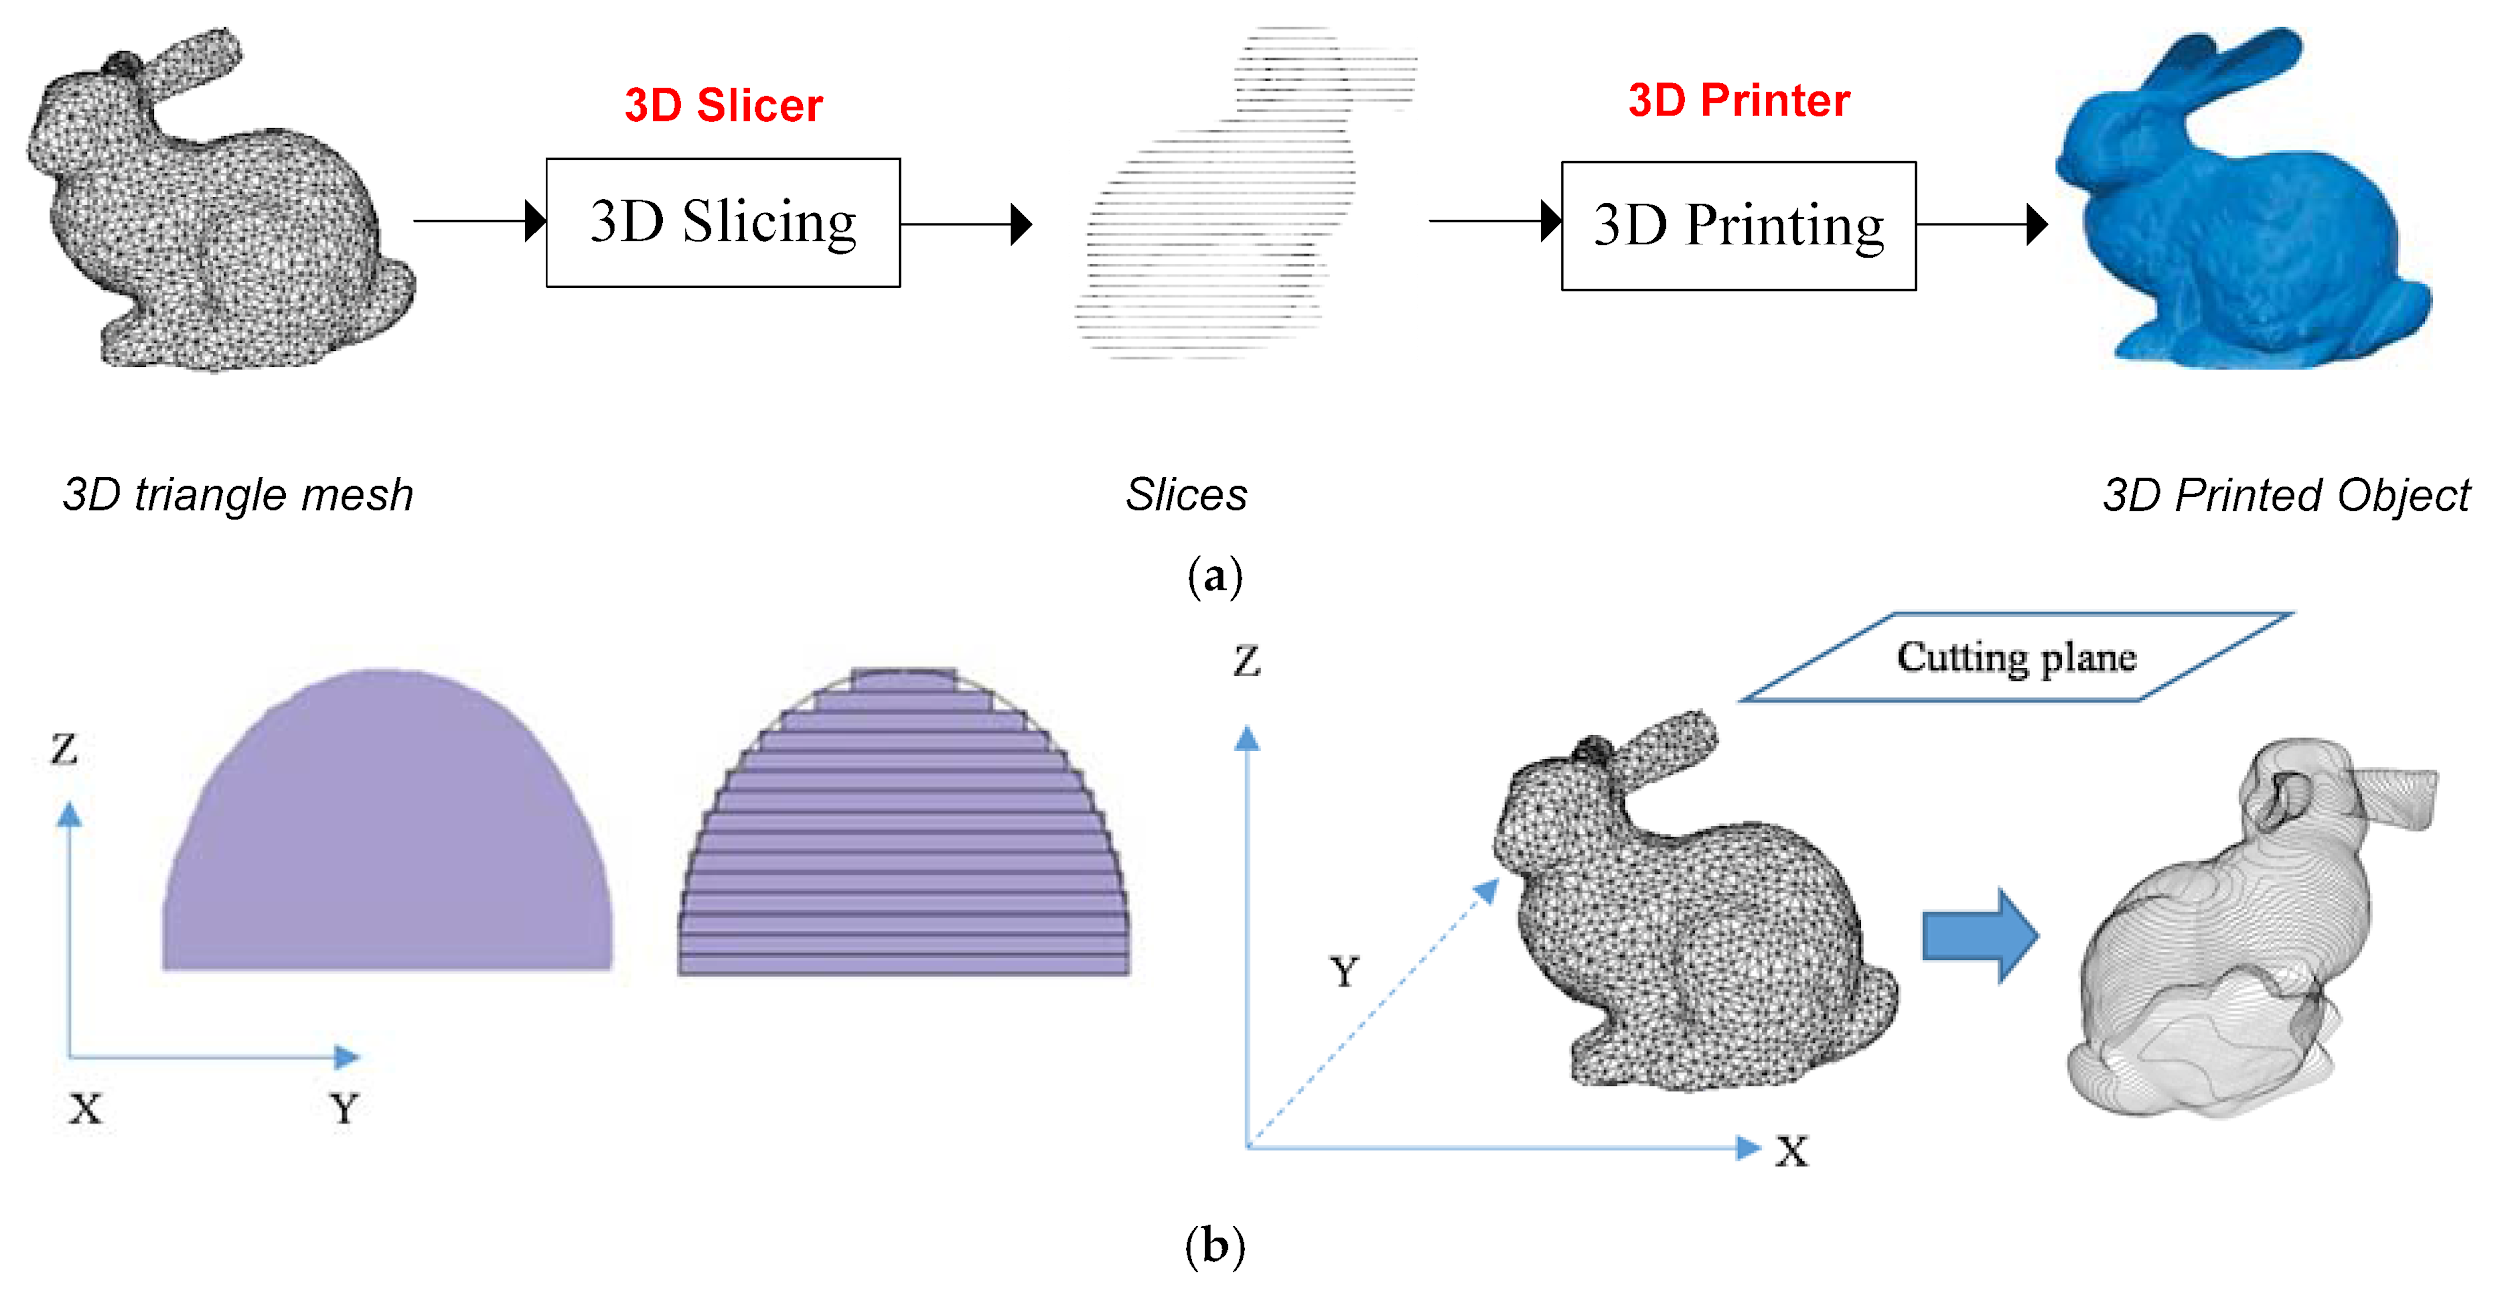 3D Slicer
3D Printer
3D Slicing
3D Printing
3D triangle mesh
Slices
3D Printed Object
(a)
Cutting plane
Z
Z
Y
X
Y
X
(b)